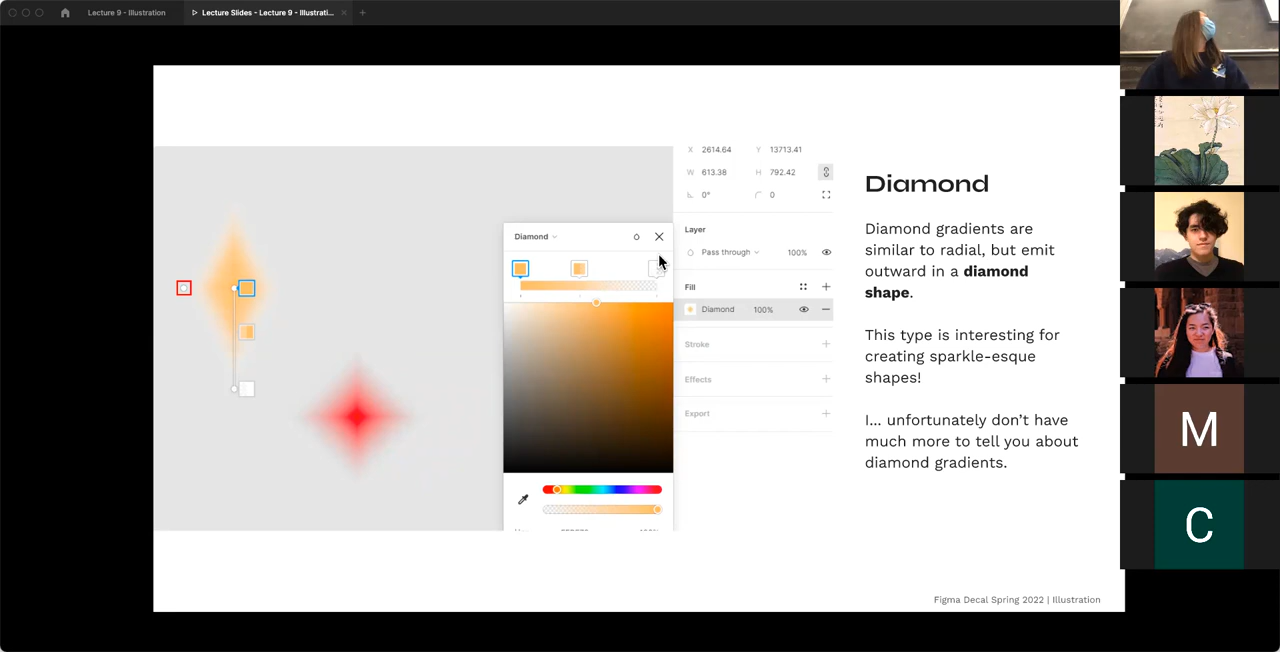 Lecture 9 - Illustration
Lecture Slides - Lecture 9 - Illustrati...
X 2614.64 Y 13713.41
W 613.38 H 792.42
0° 0
Layer
Pass through 100%
Fill
Diamond 100%
Stroke
Effects
Export
Diamond
Diamond
Diamond gradients are
similar to radial, but emit
outward in a diamond
shape.
This type is interesting for
creating sparkle-esque
shapes!
I... unfortunately don't have
much more to tell you about
diamond gradients.
Figma Decal Spring 2022 | Illustration
M
C